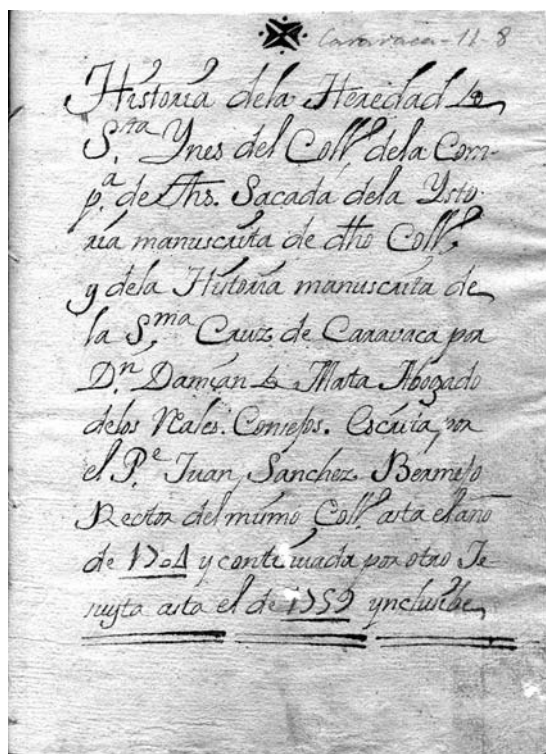 Caravaca-11-8
Historia dela Heredad de
S.ta Ynes del Coll.º dela Com-
p.a de Jhs. Sacada dela Ysto-
ria manuscrita de dho Coll.º
y dela Historia manuscrita de
la S.ma Cruz de Caravaca por
D.n Damian de Mata Abogado
delos Rales. Consejos. Escrita, por
el P.e Juan Sanchez Bermejo
Rector del mismo Coll.º asta el año
de 1704 y continuada por otro Je-
suyta asta el de 1759 ynclusibe